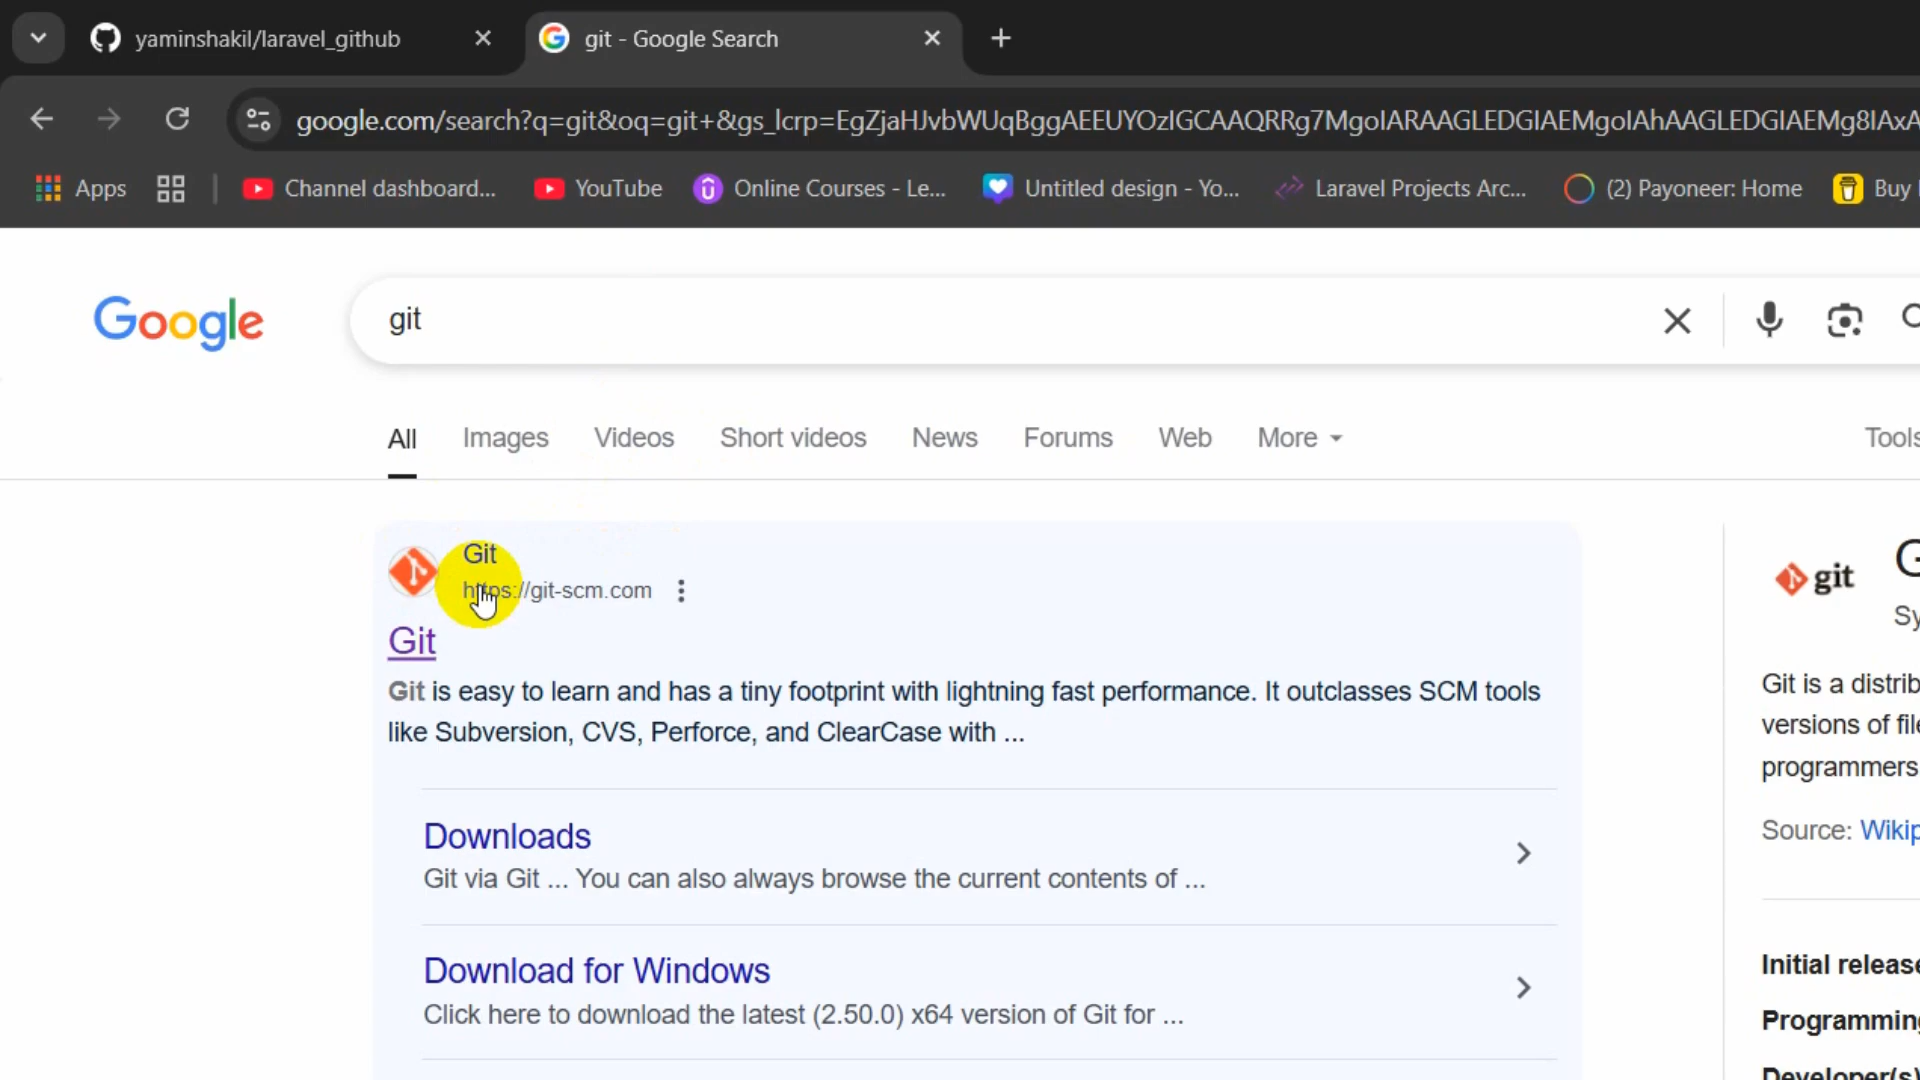 yaminshakil/laravel_github
git - Google Search
google.com/search?q=git&oq=git+&gs_lcrp=EgZjaHJvbWUqBggAEEUYOzIGCAAQRRg7MgoIARAAGLEDGIAEMgoIAhAAGLEDGIAEMg8IAxA
Apps
Channel dashboard...
YouTube
Online Courses - Le...
Untitled design - Yo...
Laravel Projects Arc...
(2) Payoneer: Home
Buy
Google
git
All
Images
Videos
Short videos
News
Forums
Web
More
Tools
Git
https://git-scm.com
Git
Git is easy to learn and has a tiny footprint with lightning fast performance. It outclasses SCM tools
like Subversion, CVS, Perforce, and ClearCase with ...
Downloads
Git via Git ... You can also always browse the current contents of ...
Download for Windows
Click here to download the latest (2.50.0) x64 version of Git for ...
git
G
Sy
Git is a distrib
versions of file
programmers
Source: Wikip
Initial release
Programming
Developer(s)